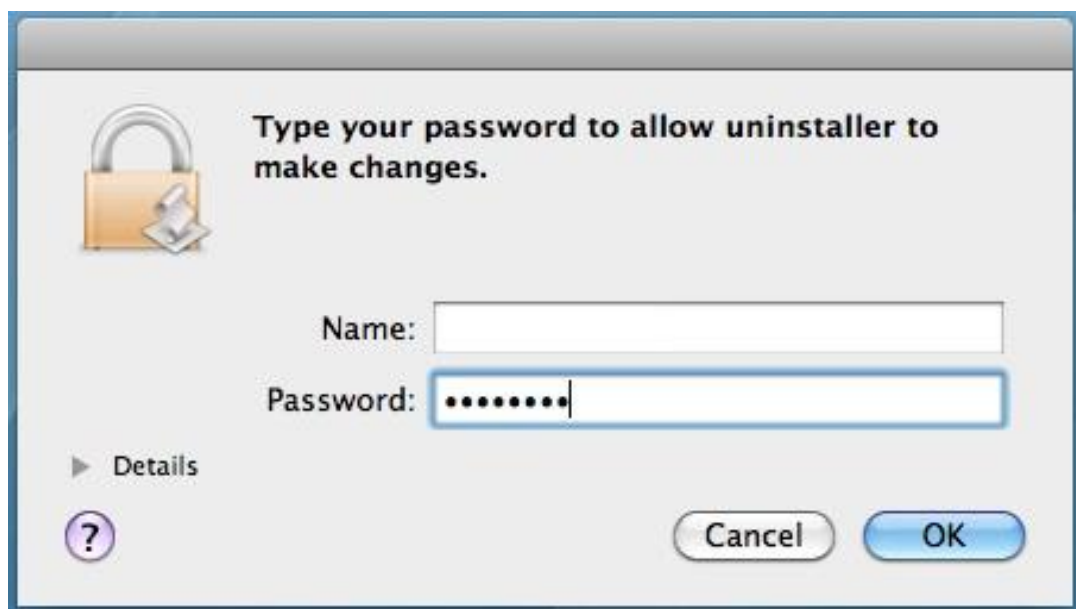 Type your password to allow uninstaller to
make changes.
Name:
Password: ••••••••
Details
?
Cancel
OK